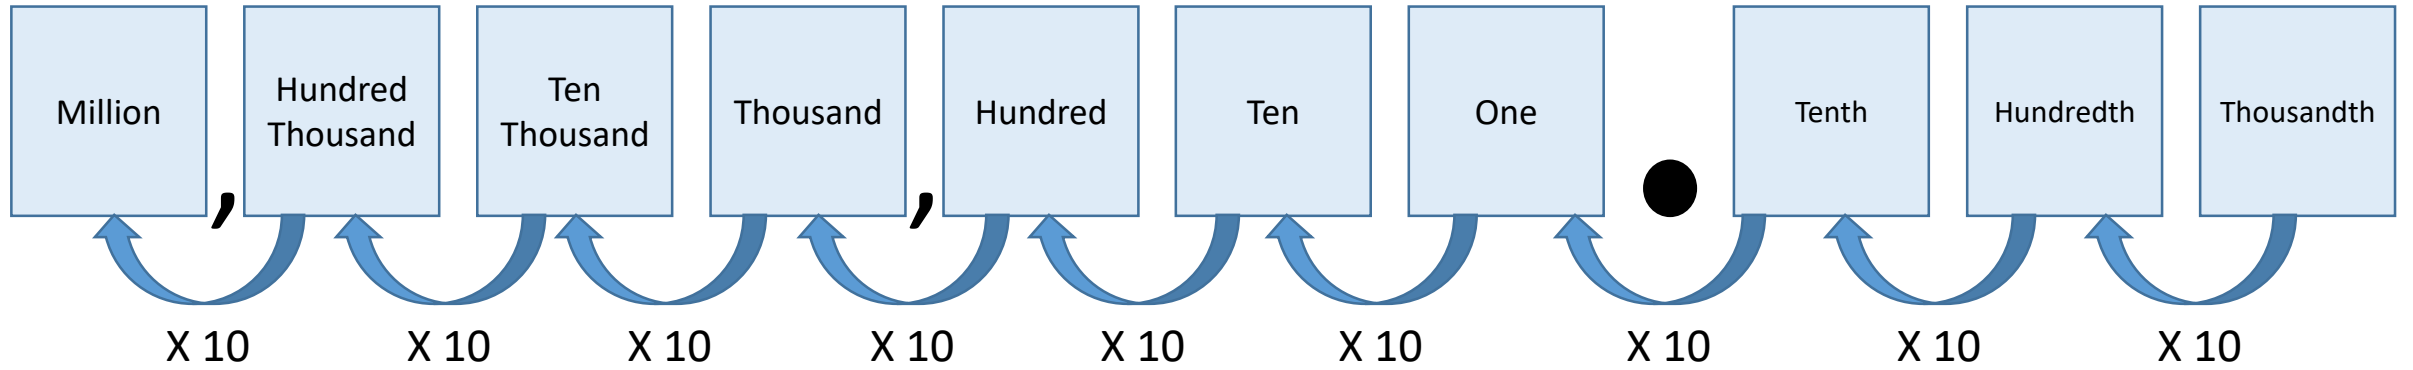 Million
,
Hundred
Thousand
Ten
Thousand
Thousand
,
Hundred
Ten
One
.
Tenth
Hundredth
Thousandth
X 10
X 10
X 10
X 10
X 10
X 10
X 10
X 10
X 10